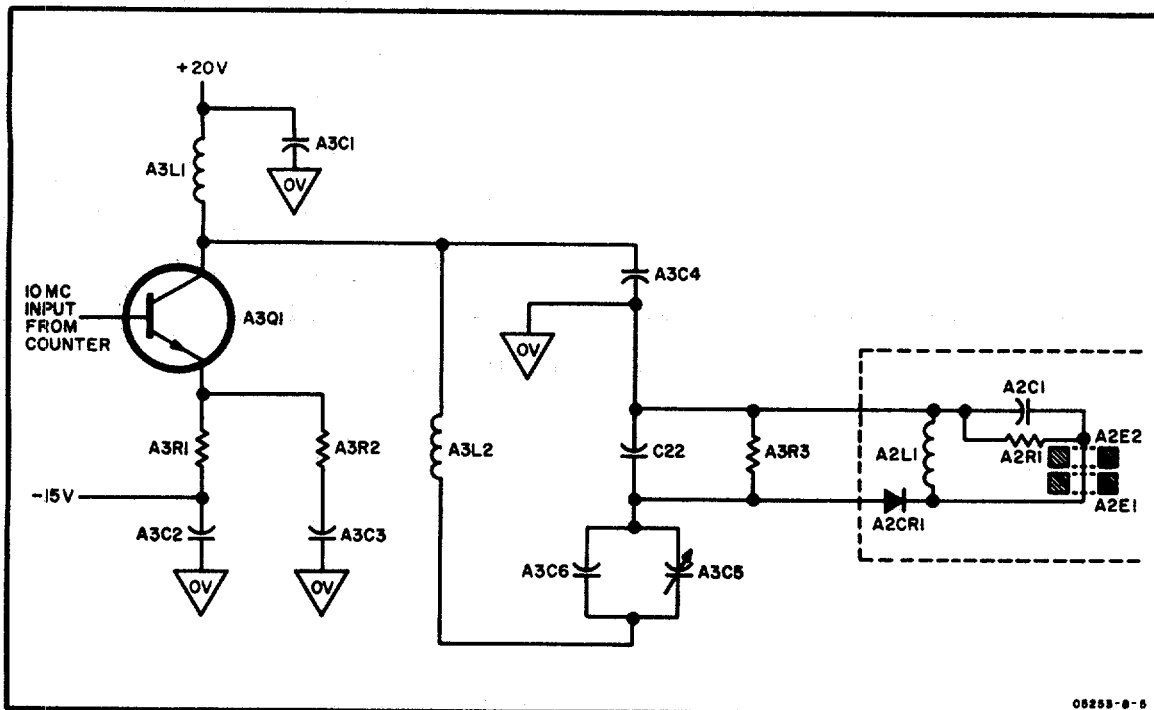 +20V
A3C1
A3L1
0V
10 MC
INPUT
FROM
COUNTER
A3Q1
A3C4
0V
A3R1
A3R2
A3L2
C22
A3R3
A2L1
A2C1
A2R1
A2E2
A2E1
-15V
A2CR1
A3C2
A3C3
A3C6
A3C5
0V
0V
05253-B-5